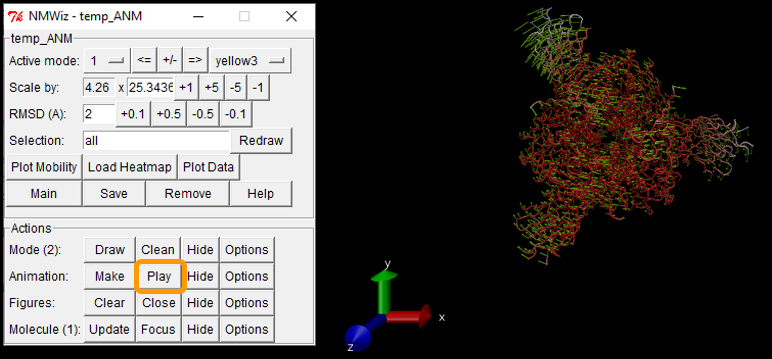 NMWiz - temp_ANM
temp_ANM
Active mode: 1 <= +/- => yellow3
Scale by: 4.26 x 25.3436 +1 +5 -5 -1
RMSD (A): 2 +0.1 +0.5 -0.5 -0.1
Selection: all Redraw
Plot Mobility Load Heatmap Plot Data
Main Save Remove Help
Actions
Mode (2): Draw Clean Hide Options
Animation: Make Play Hide Options
Figures: Clear Close Hide Options
Molecule (1): Update Focus Hide Options
y
x
z